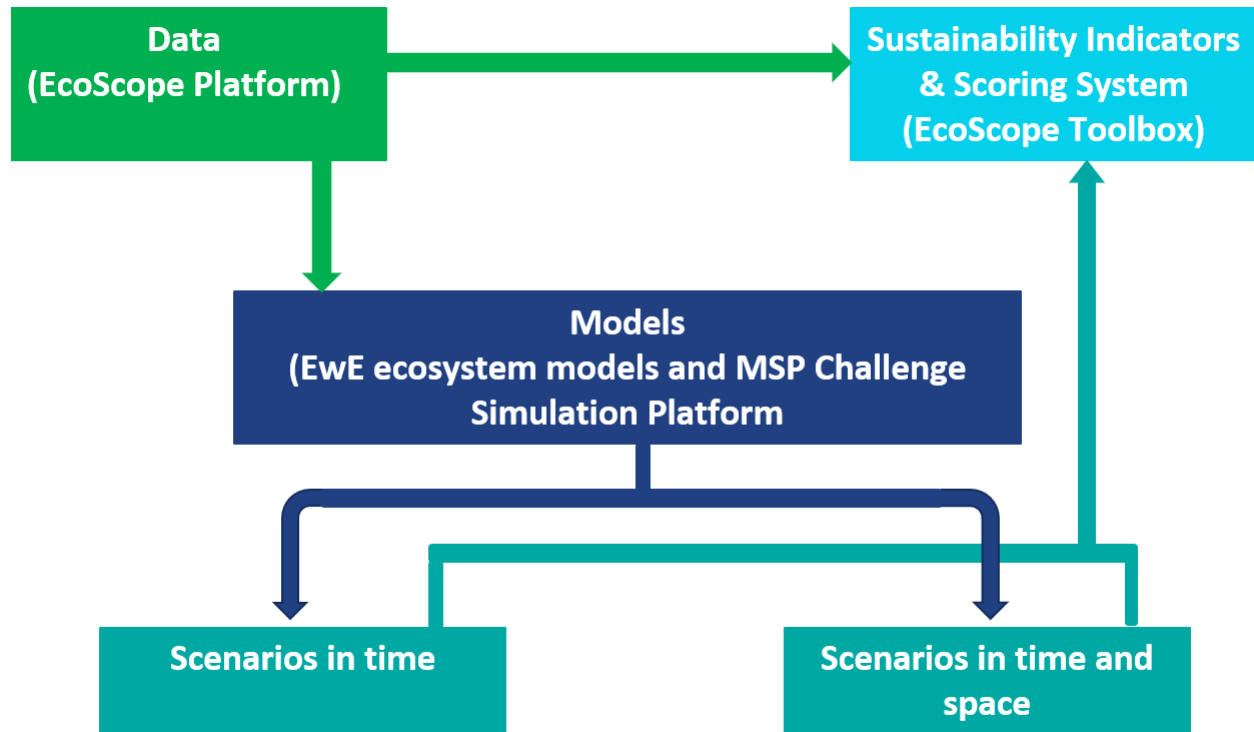 Data
(EcoScope Platform)
Sustainability Indicators
& Scoring System
(EcoScope Toolbox)
Models
(EwE ecosystem models and MSP Challenge
Simulation Platform
Scenarios in time
Scenarios in time and
space